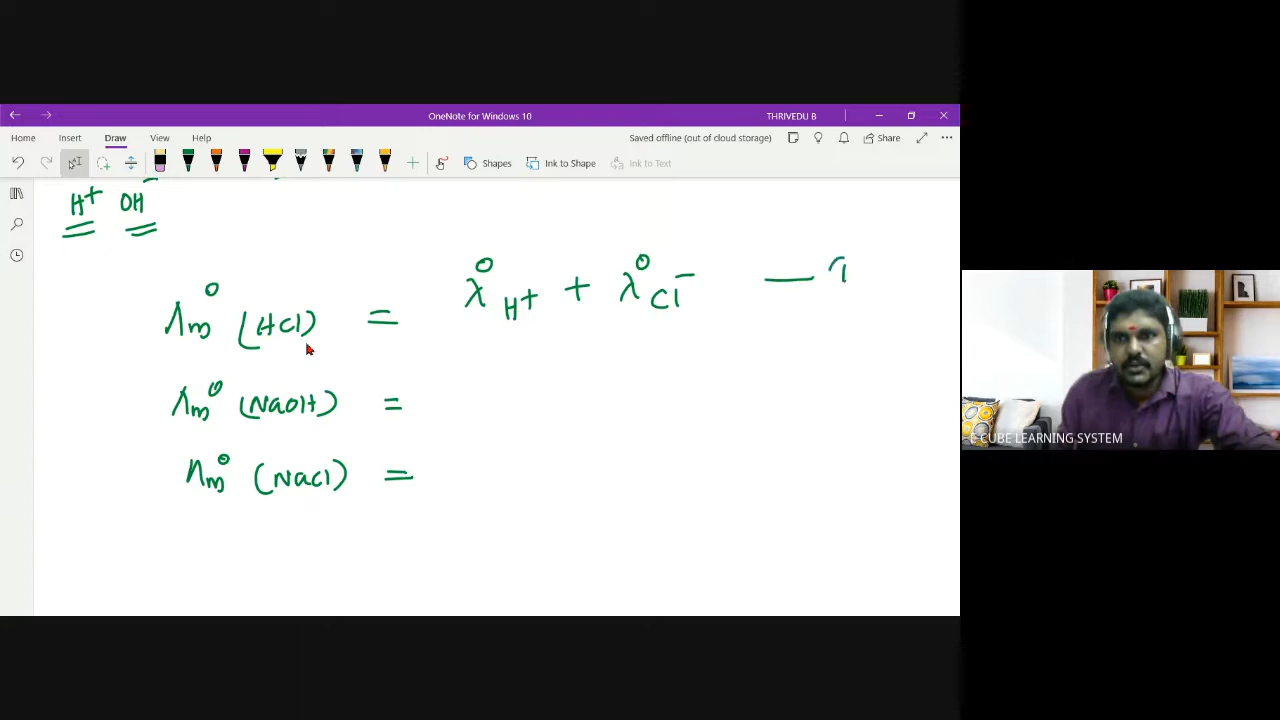 OneNote for Windows 10
THRIVEDU B
Home Insert Draw View Help
Saved offline (out of cloud storage)
Share
Shapes
Ink to Shape
Ink to Text
H⁺ OH⁻
Λm° (HCl) = λ° H⁺ + λ° Cl⁻ —
Λm° (NaOH) =
Λm° (NaCl) =
C CUBE LEARNING SYSTEM